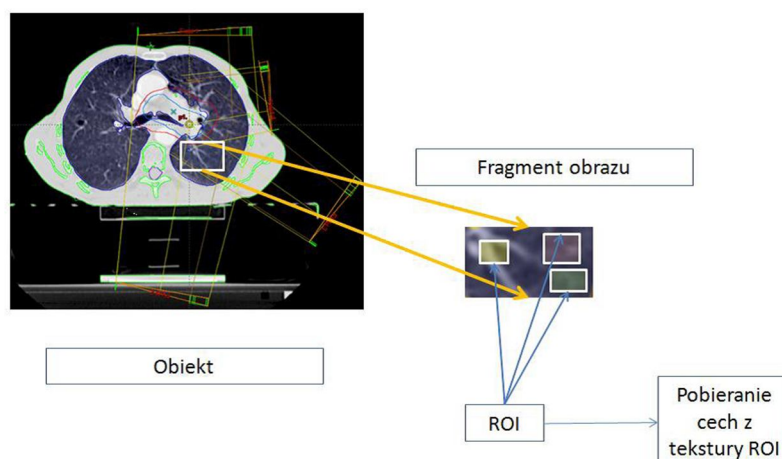 Fragment obrazu
Obiekt
ROI
Pobieranie
cech z
tekstury ROI